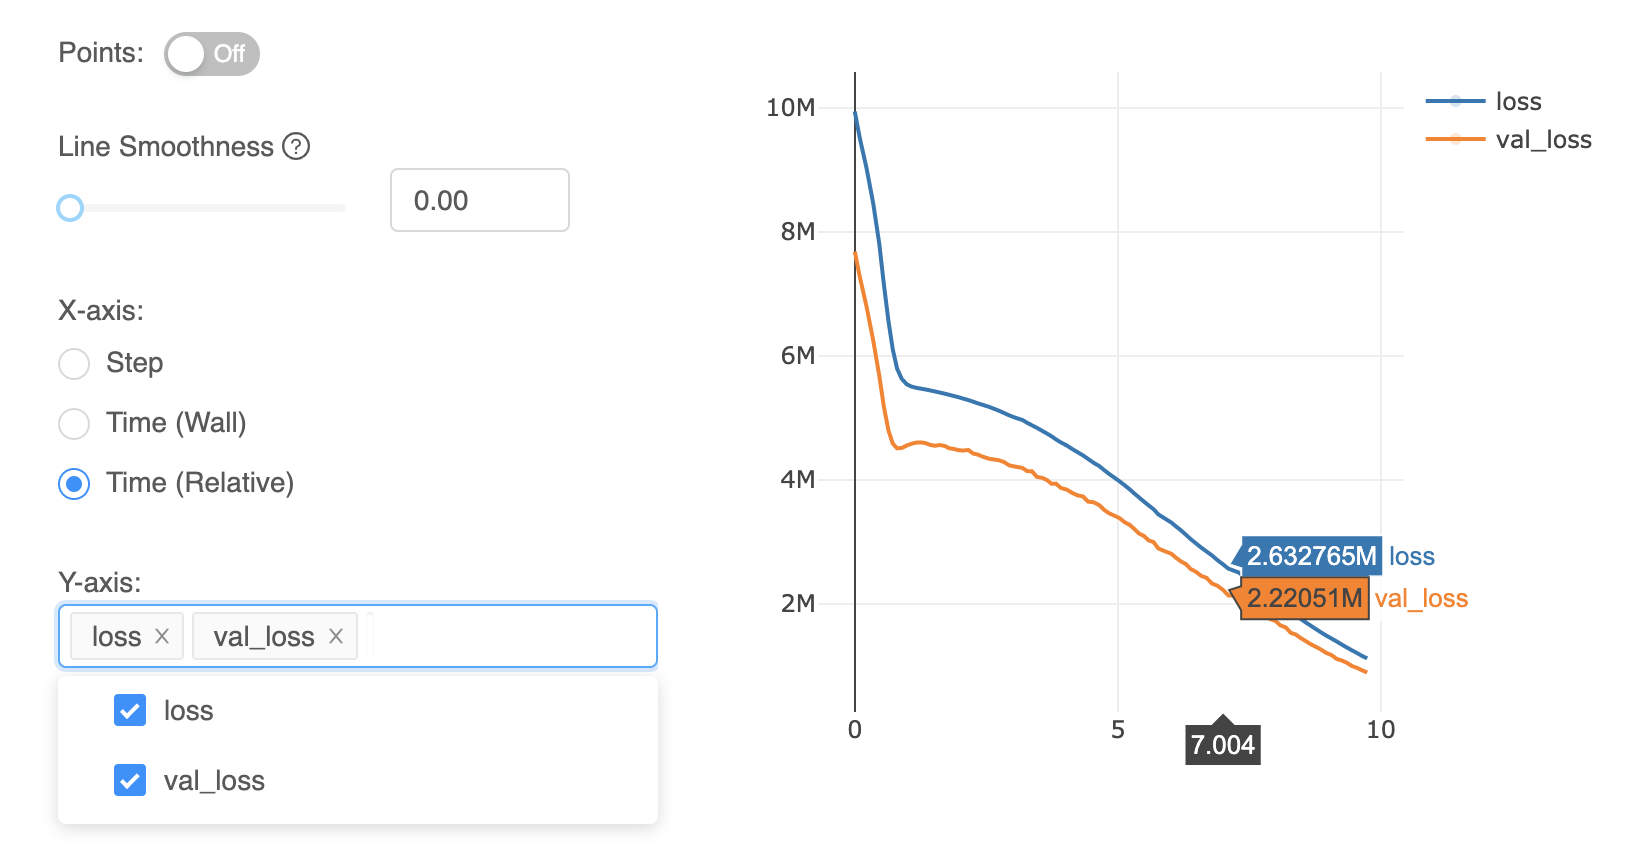 Points: Off
Line Smoothness ?
0.00
X-axis:
Step
Time (Wall)
Time (Relative)
Y-axis:
loss X val_loss X
loss
val_loss
10M
8M
6M
4M
2M
0 5 10
7.004
2.632765M loss
2.22051M val_loss
loss
val_loss